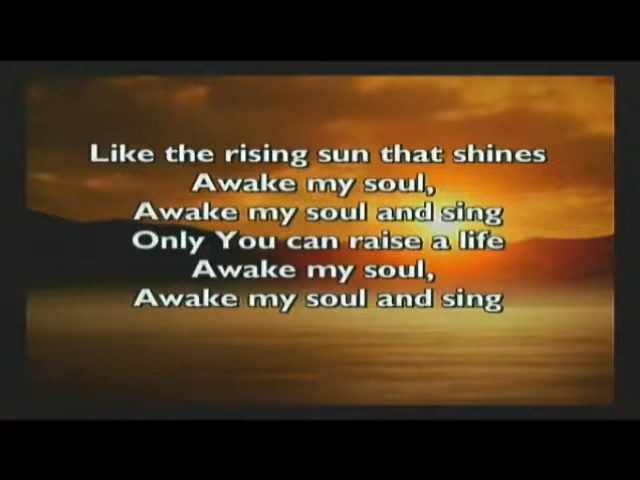 Like the rising sun that shines
Awake my soul,
Awake my soul and sing
Only You can raise a life
Awake my soul,
Awake my soul and sing